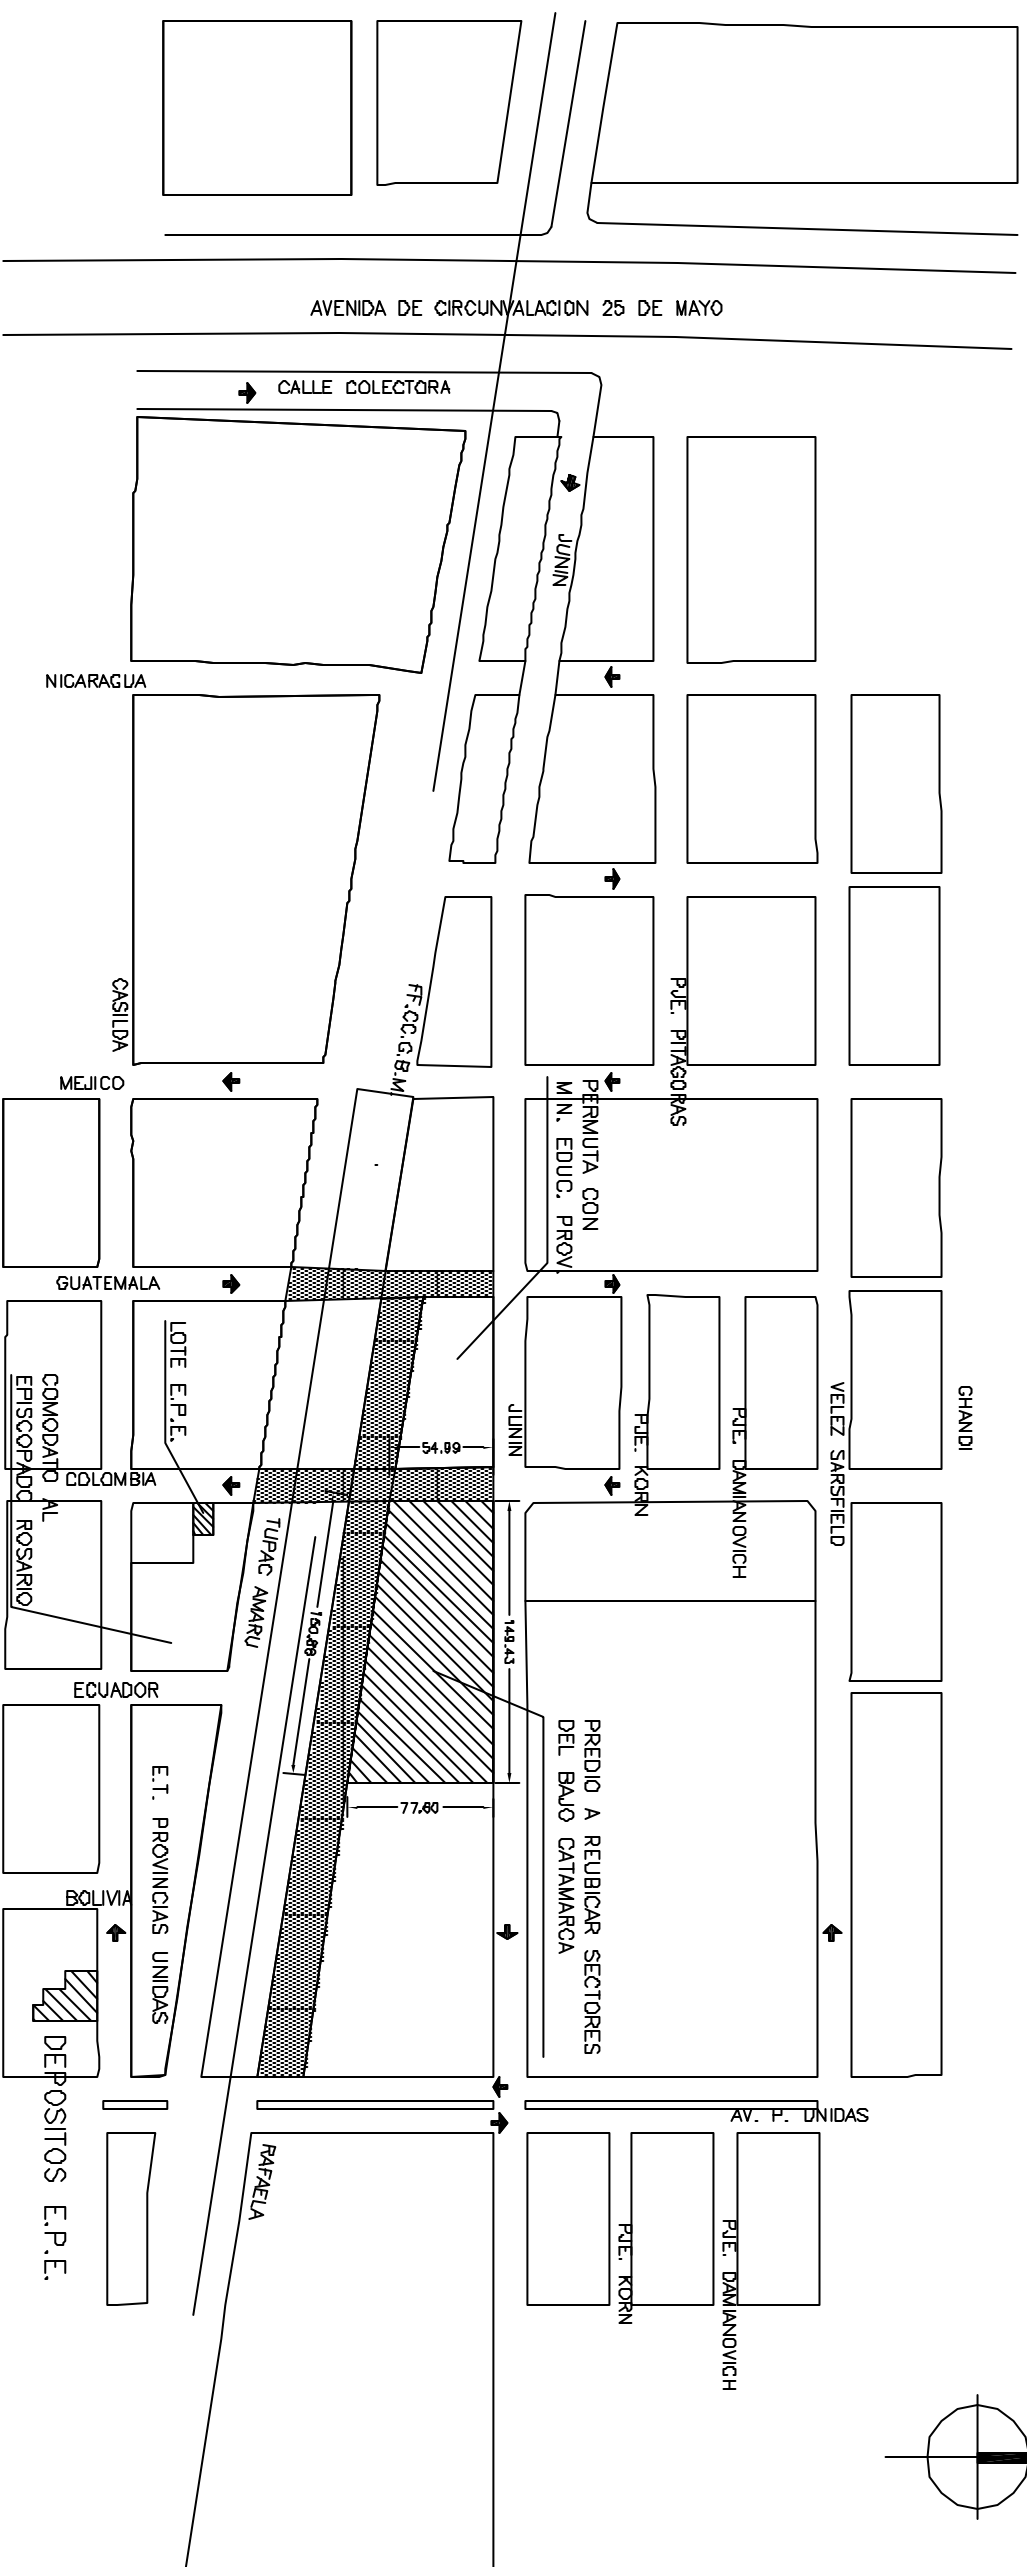 AVENIDA DE CIRCUNVALACION 25 DE MAYO
CALLE COLECTORA
JUNIN
NICARAGUA
CASILDA
FF.CC.G.B.M.
PJE. PITAGORAS
MEJICO
PERMUTA CON
MIN. EDUC. PROV.
GUATEMALA
LOTE E.P.E.
COMODATO AL
EPISCOPADO ROSARIO
JUNIN
54.99
PJE. KORN
PJE. DAMIANOVICH
VELEZ SARSFIELD
GHANDI
COLOMBIA
TUPAC AMARU
150.88
149.43
ECUADOR
PREDIO A REUBICAR SECTORES
DEL BAJO CATAMARCA
E.T. PROVINCIAS UNIDAS
77.60
BOLIVIA
DEPOSITOS E.P.E.
AV. P. UNIDAS
RAFAELA
PJE. KORN
PJE. DAMIANOVICH